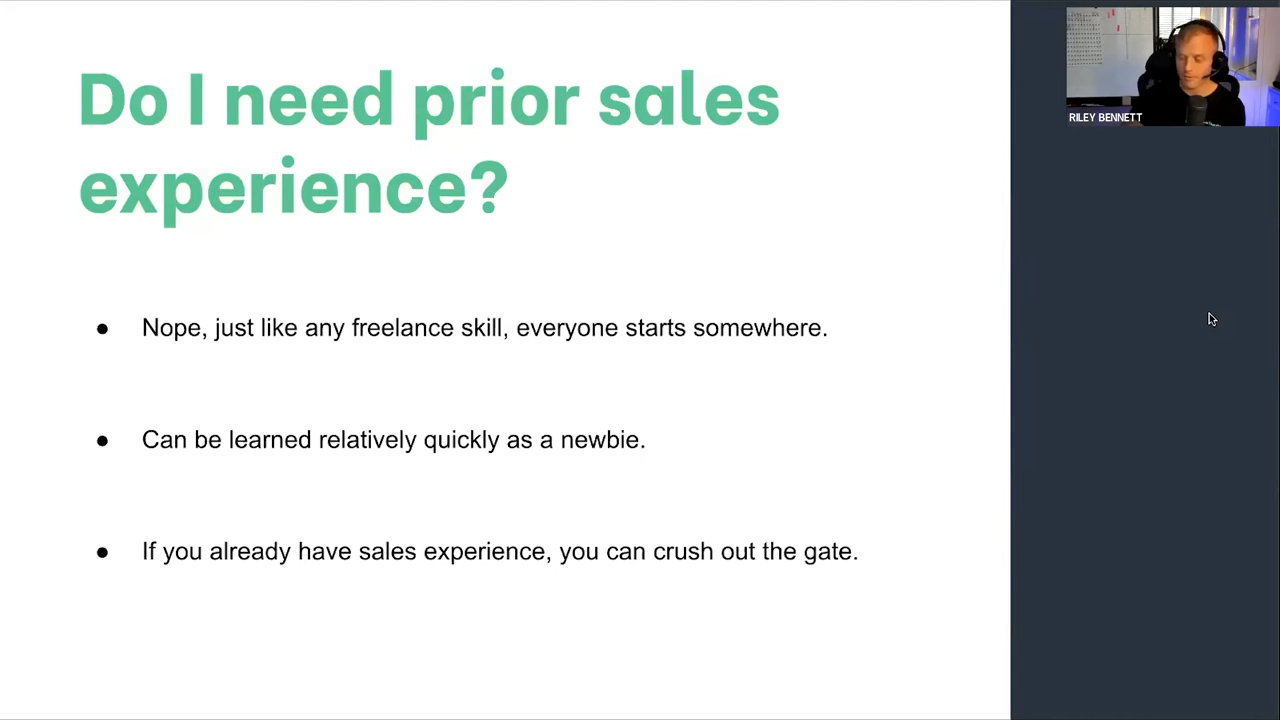 Do I need prior sales
experience?
RILEY BENNETT
● Nope, just like any freelance skill, everyone starts somewhere.
● Can be learned relatively quickly as a newbie.
● If you already have sales experience, you can crush out the gate.